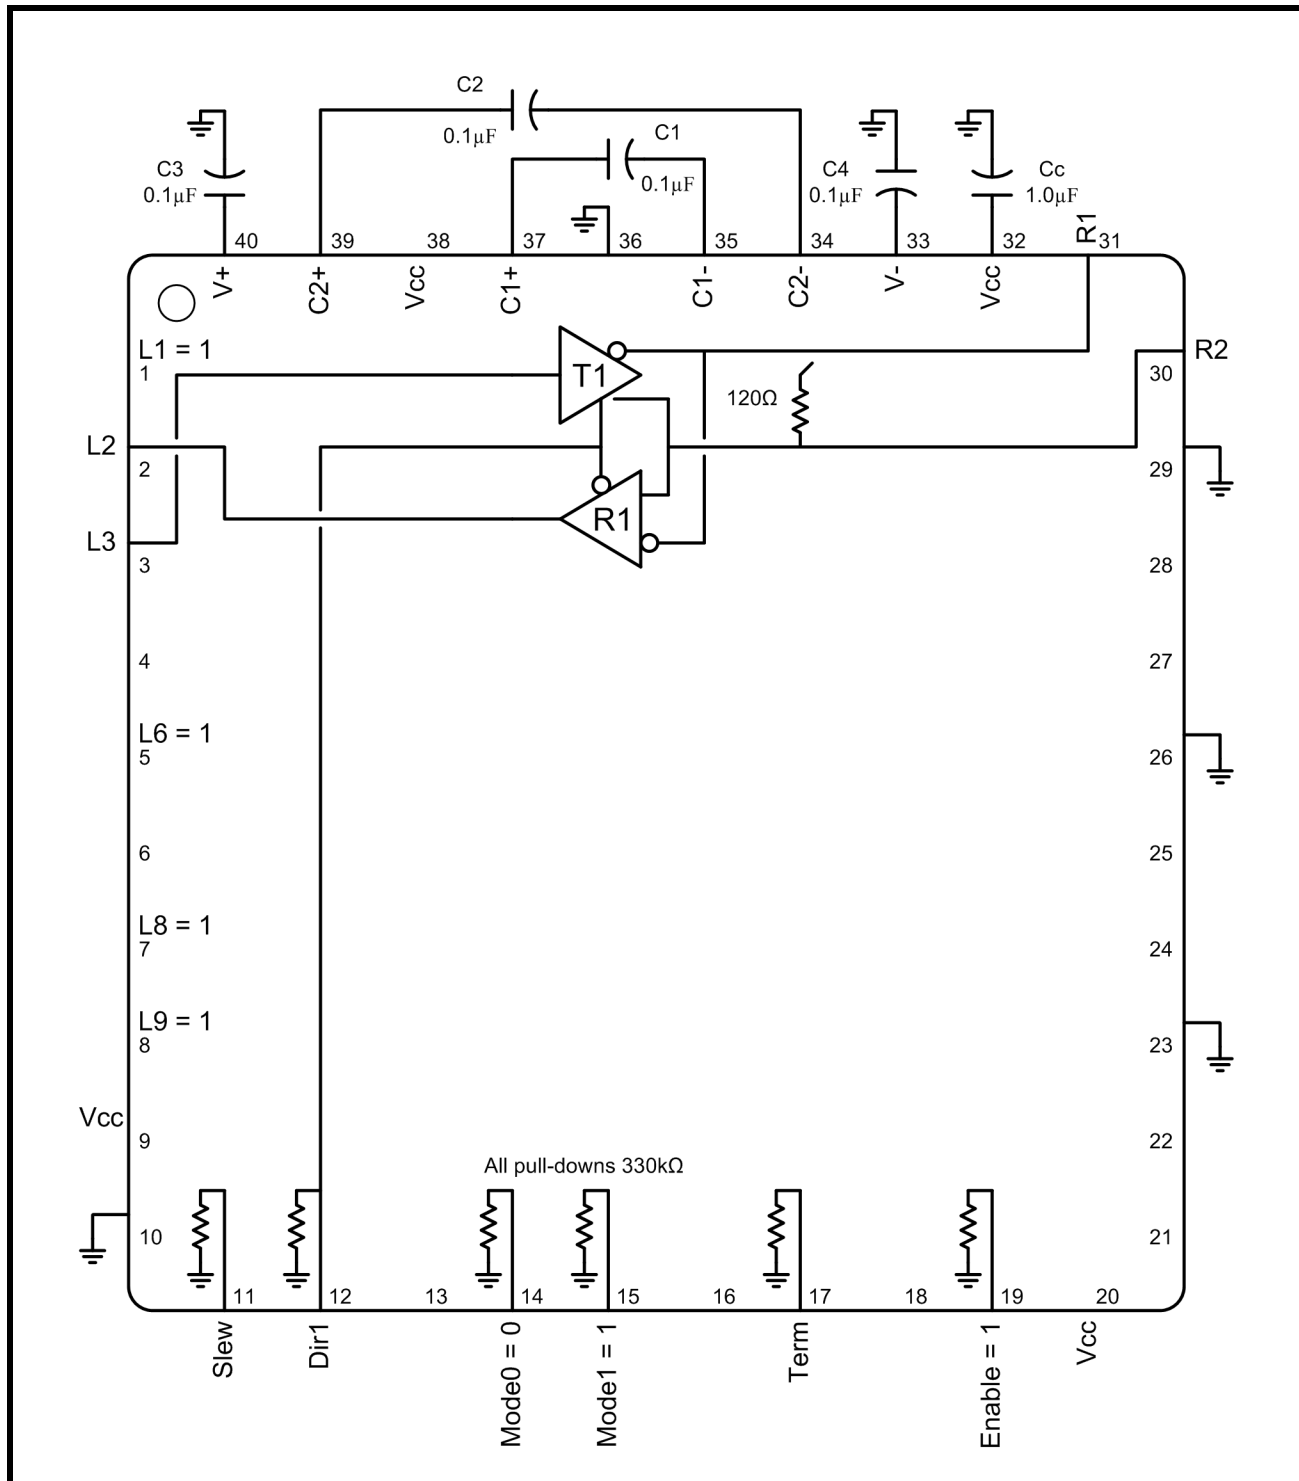 C2
0.1µF
C1
0.1µF
C3
0.1µF
C4
0.1µF
Cc
1.0µF
R1
40 39 38 37 36 35 34 33 32 31
V+ C2+ Vcc C1+ C1- C2- V- Vcc
L1 = 1
1
T1
120Ω
R2
30
L2
2
29
R1
L3
3
28
4
27
L6 = 1
5
26
6
25
L8 = 1
7
24
L9 = 1
8
23
Vcc
9
22
All pull-downs 330kΩ
10
21
11 12 13 14 15 16 17 18 19 20
Slew Dir1 Mode0 = 0 Mode1 = 1 Term Enable = 1 Vcc